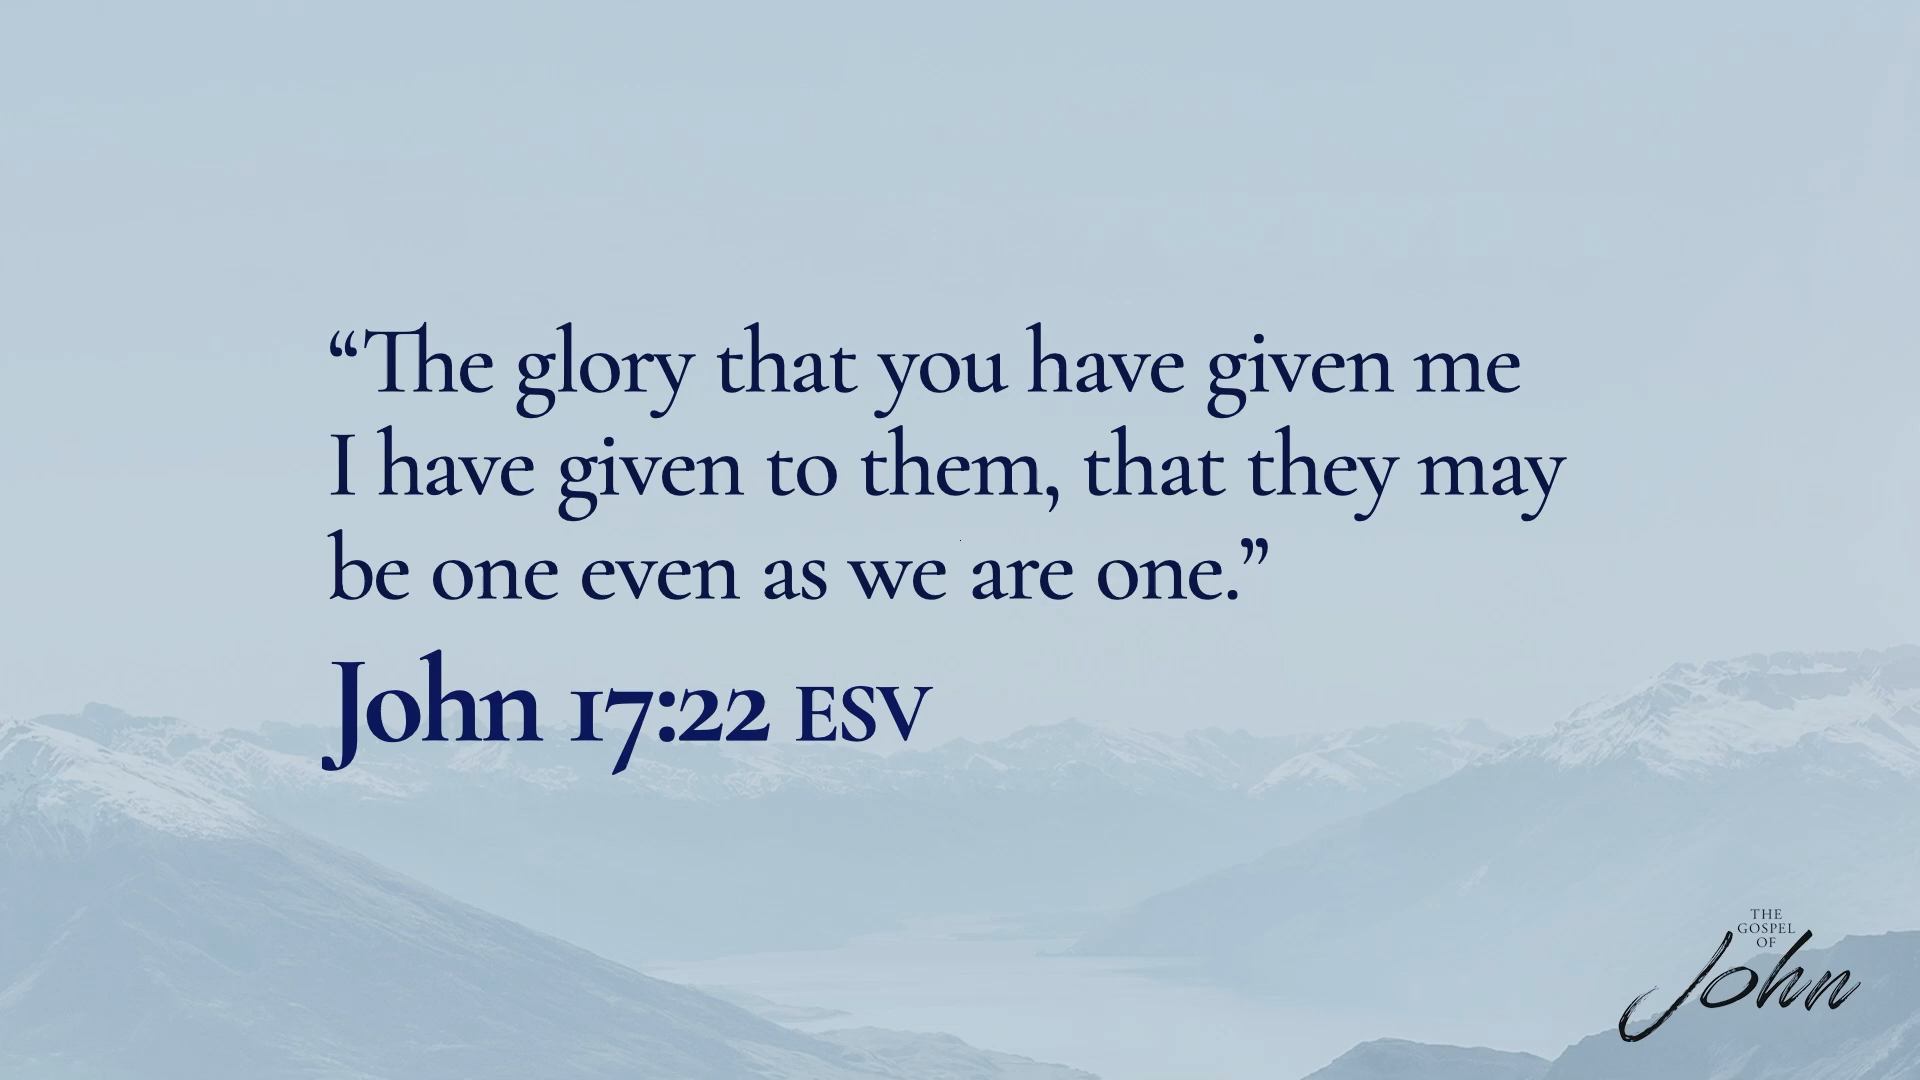 “The glory that you have given me
I have given to them, that they may
be one even as we are one.”
John 17:22 ESV
THE
GOSPEL
OF
John